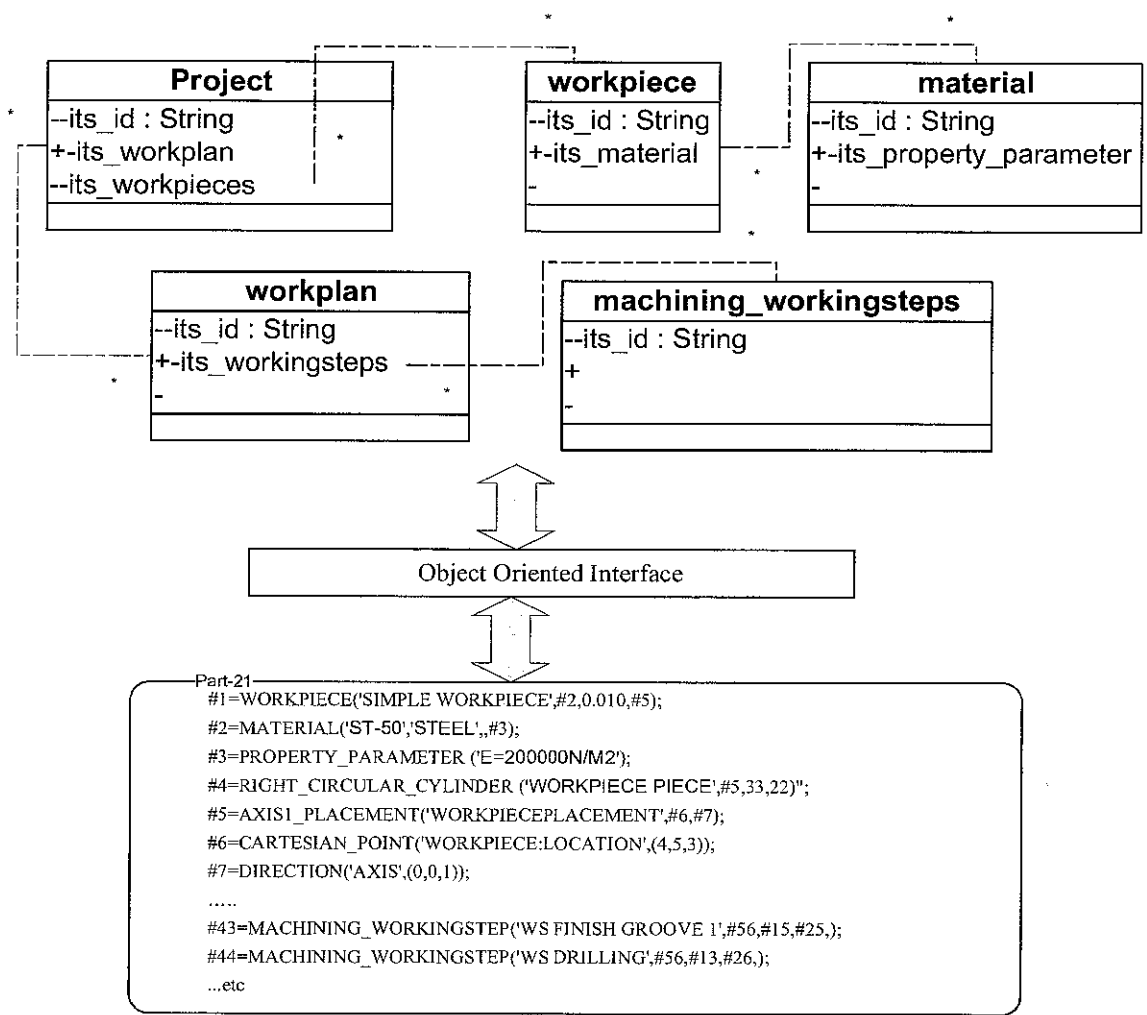 Project
--its_id : String
+-its_workplan
--its_workpieces
workpiece
--its_id : String
+-its_material
-
material
--its_id : String
+-its_property_parameter
-
workplan
--its_id : String
+-its_workingsteps
-
machining_workingsteps
--its_id : String
+
-
* * * * * * * * *
Object Oriented Interface
Part-21
#1=WORKPIECE('SIMPLE WORKPIECE',#2,0.010,#5);
#2=MATERIAL('ST-50','STEEL',,#3);
#3=PROPERTY_PARAMETER ('E=200000N/M2');
#4=RIGHT_CIRCULAR_CYLINDER ('WORKPIECE PIECE',#5,33,22)";
#5=AXIS1_PLACEMENT('WORKPIECEPLACEMENT',#6,#7);
#6=CARTESIAN_POINT('WORKPIECE:LOCATION',(4,5,3));
#7=DIRECTION('AXIS',(0,0,1));
.....
#43=MACHINING_WORKINGSTEP('WS FINISH GROOVE 1',#56,#15,#25,);
#44=MACHINING_WORKINGSTEP('WS DRILLING',#56,#13,#26,);
...etc